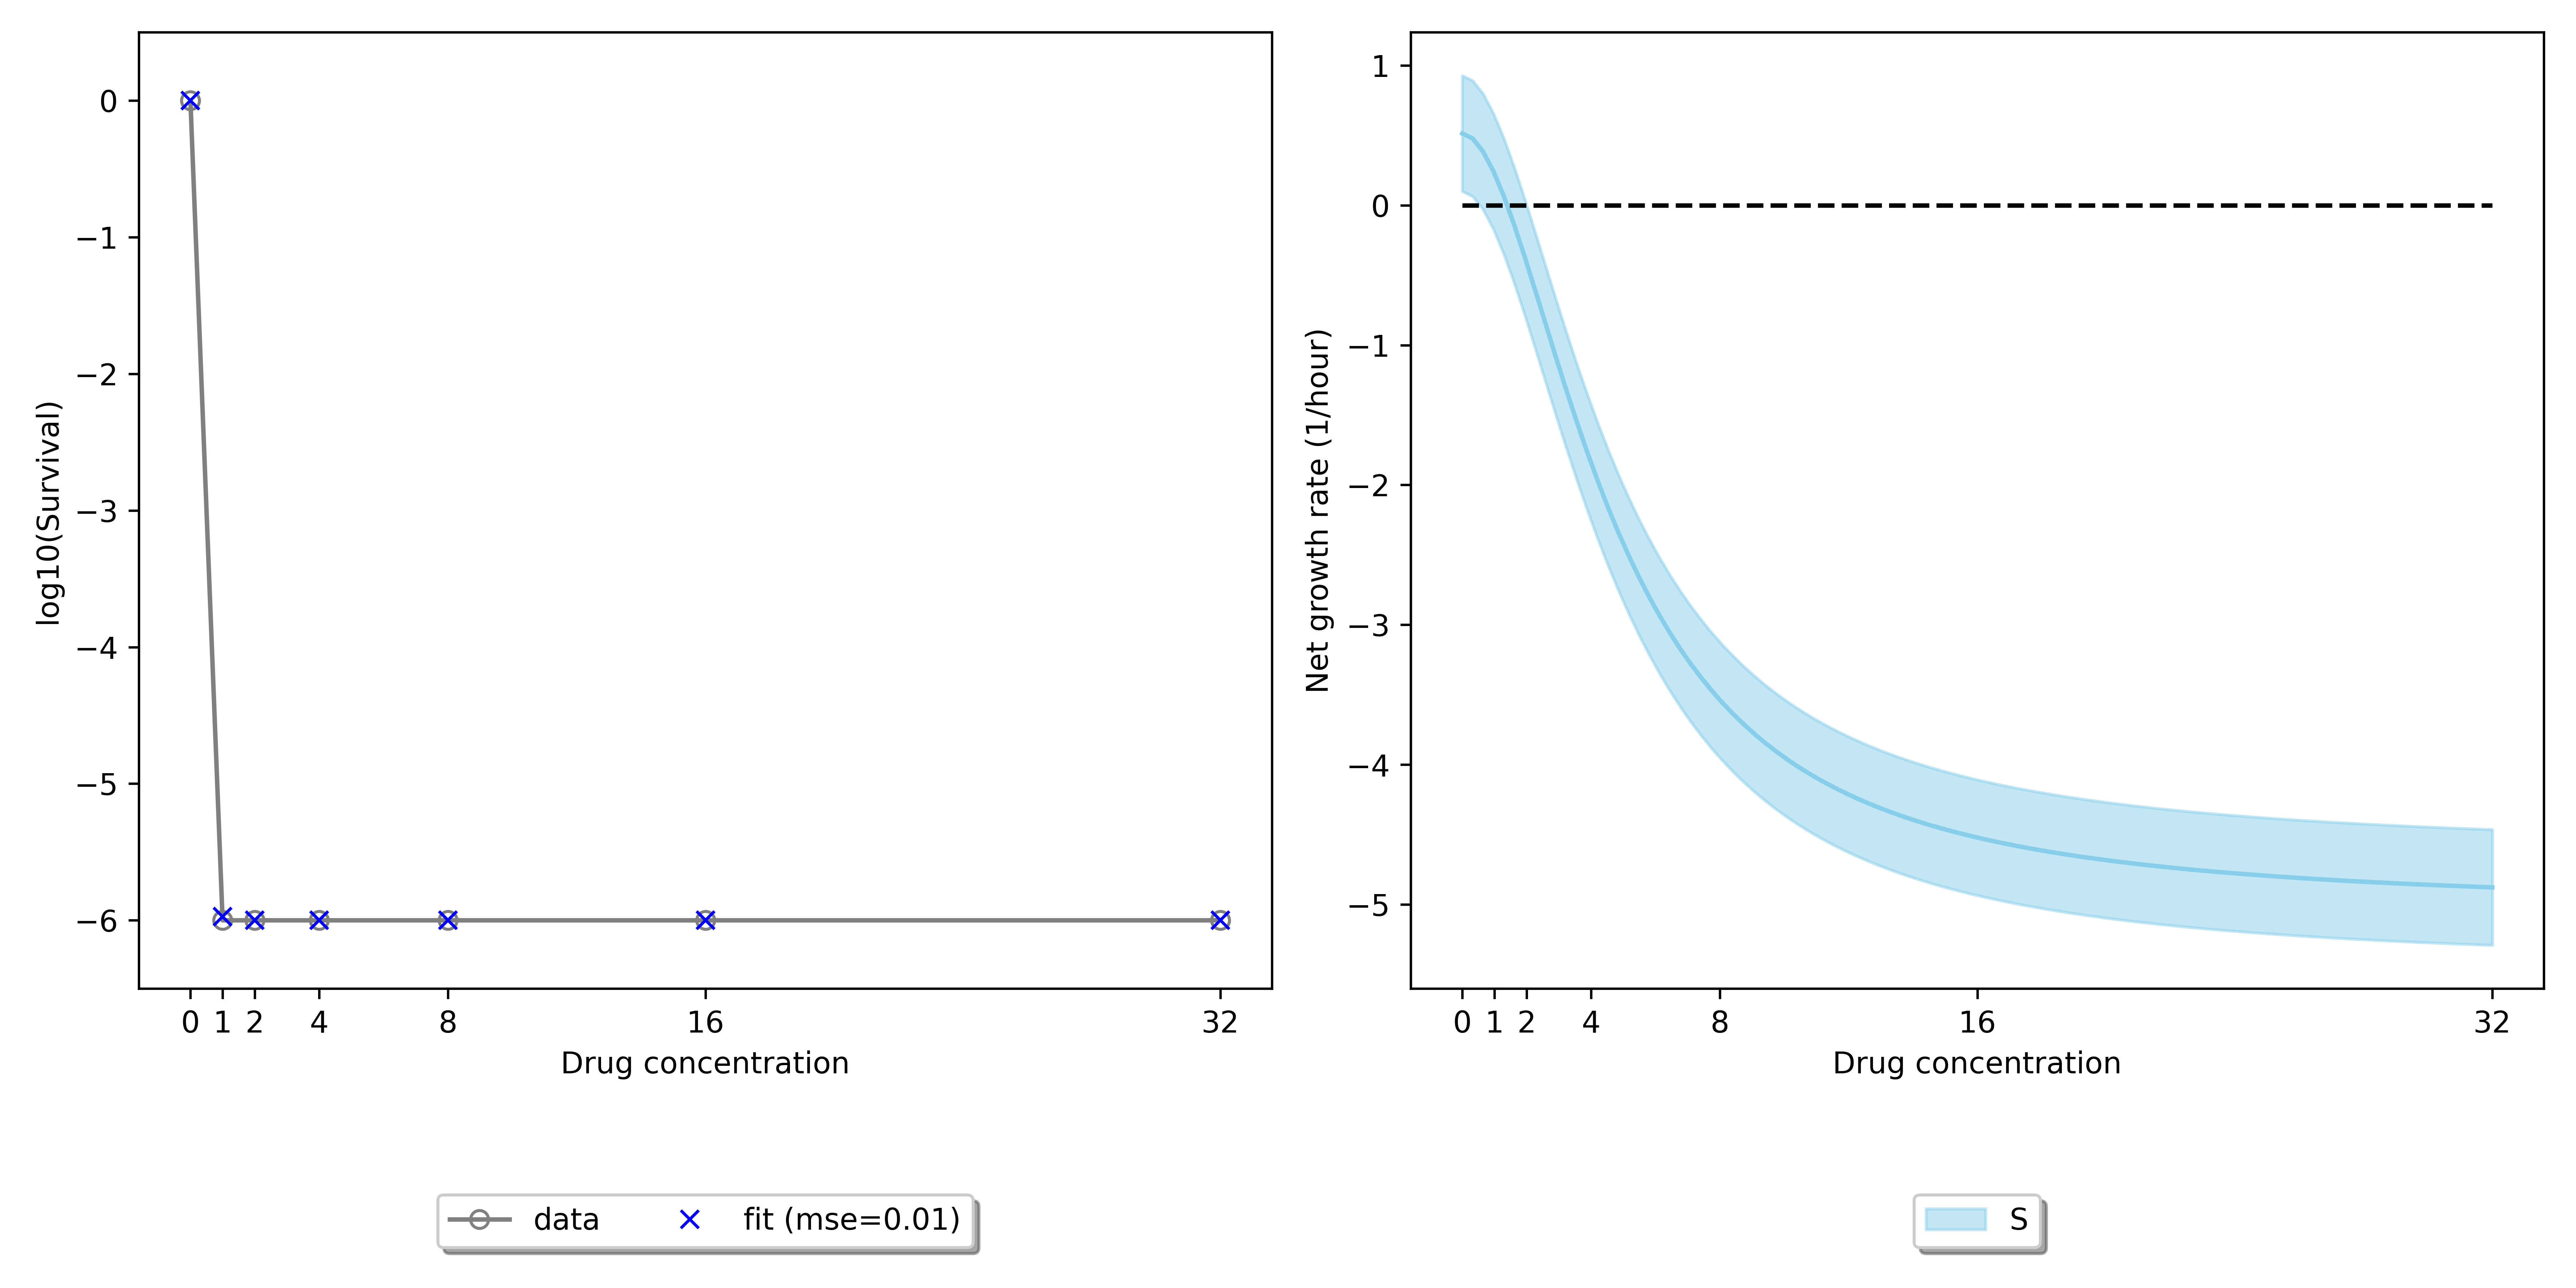 log10(Survival)
0
−1
−2
−3
−4
−5
−6
0 1 2 4 8 16 32
Drug concentration
data fit (mse=0.01)
Net growth rate (1/hour)
1
0
−1
−2
−3
−4
−5
0 1 2 4 8 16 32
Drug concentration
S